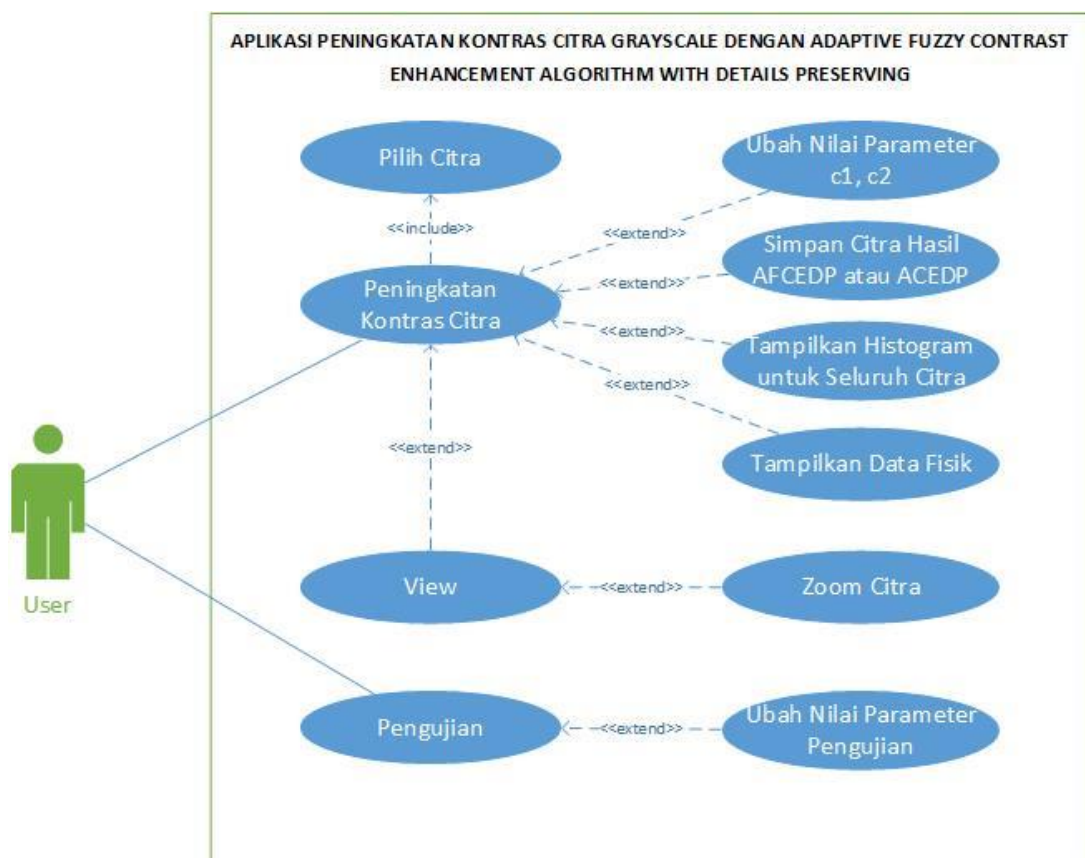 APLIKASI PENINGKATAN KONTRAS CITRA GRAYSCALE DENGAN ADAPTIVE FUZZY CONTRAST
ENHANCEMENT ALGORITHM WITH DETAILS PRESERVING
Pilih Citra
Ubah Nilai Parameter
c1, c2
<<include>>
<<extend>>
Simpan Citra Hasil
AFCEDP atau ACEDP
<<extend>>
Peningkatan
Kontras Citra
<<extend>>
Tampilkan Histogram
untuk Seluruh Citra
<<extend>>
<<extend>>
Tampilkan Data Fisik
User
View
<<extend>>
Zoom Citra
Pengujian
<<extend>>
Ubah Nilai Parameter
Pengujian